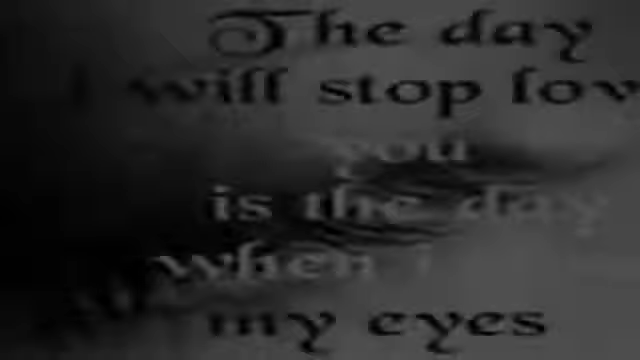 The day
I will stop lov
you
is the day
when i
my eyes